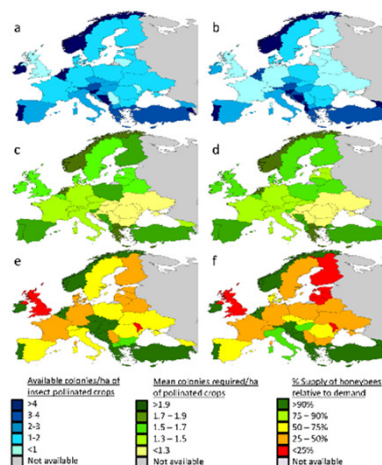 a
b
c
d
e
f
Available colonies/ha of
insect pollinated crops
>4
3-4
2-3
1-2
<1
Not available
Mean colonies required/ha
of pollinated crops
>1.9
1.7 – 1.9
1.5 – 1.7
1.3 – 1.5
<1.3
Not available
% Supply of honeybees
relative to demand
>90%
75 – 90%
50 – 75%
25 – 50%
<25%
Not available